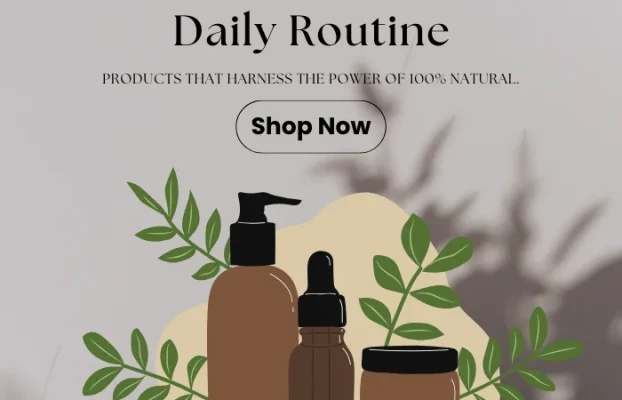 Daily Routine
PRODUCTS THAT HARNESS THE POWER OF 100% NATURAL.
Shop Now